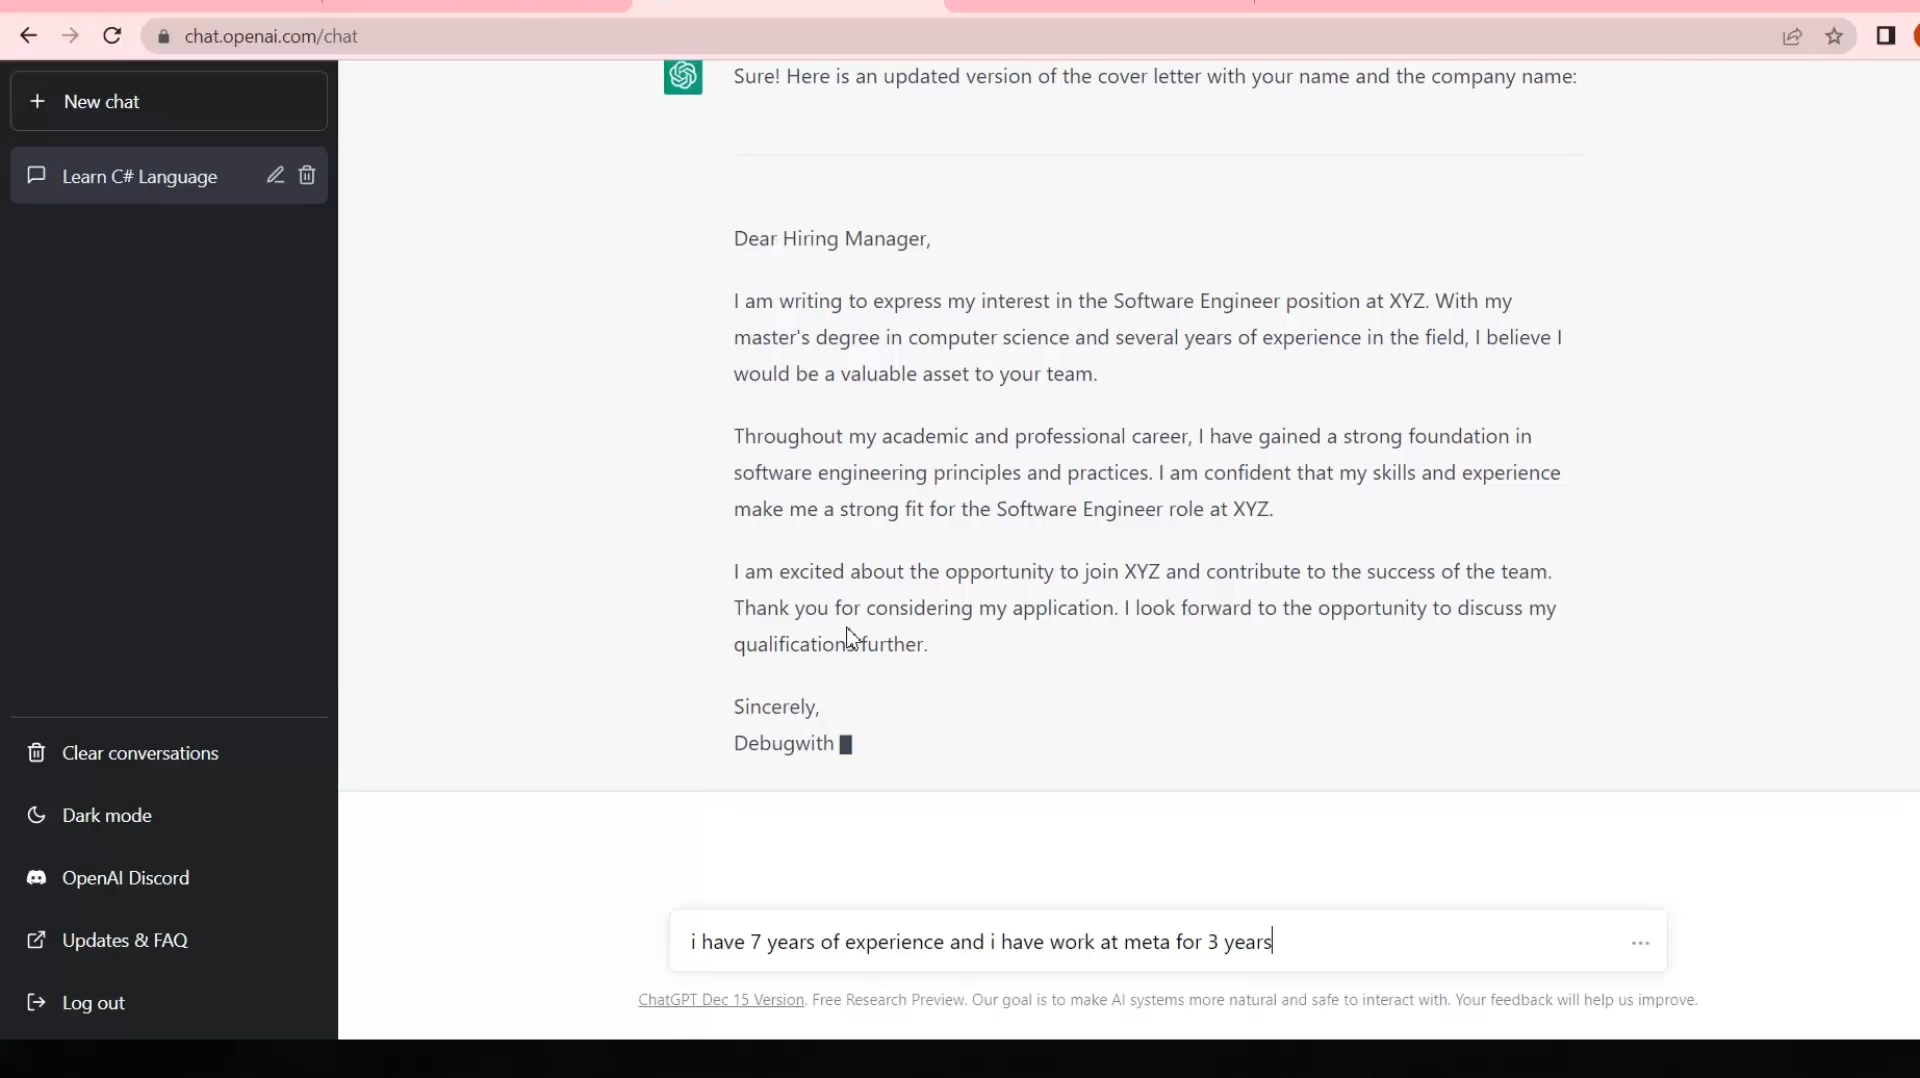 chat.openai.com/chat
New chat
Learn C# Language
Sure! Here is an updated version of the cover letter with your name and the company name:
Dear Hiring Manager,
I am writing to express my interest in the Software Engineer position at XYZ. With my
master's degree in computer science and several years of experience in the field, I believe I
would be a valuable asset to your team.
Throughout my academic and professional career, I have gained a strong foundation in
software engineering principles and practices. I am confident that my skills and experience
make me a strong fit for the Software Engineer role at XYZ.
I am excited about the opportunity to join XYZ and contribute to the success of the team.
Thank you for considering my application. I look forward to the opportunity to discuss my
qualifications further.
Sincerely,
Debugwith
Clear conversations
Dark mode
OpenAI Discord
Updates & FAQ
Log out
i have 7 years of experience and i have work at meta for 3 years
ChatGPT Dec 15 Version. Free Research Preview. Our goal is to make AI systems more natural and safe to interact with. Your feedback will help us improve.